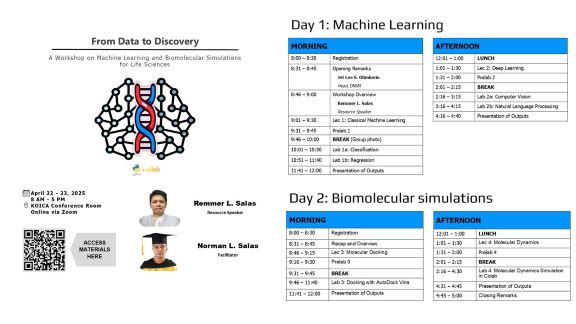 From Data to Discovery
A Workshop on Machine Learning and Biomolecular Simulations
for Life Sciences
colab
April 22 - 23, 2025
8 AM - 5 PM
KOICA Conference Room
Online via Zoom
ACCESS
MATERIALS
HERE
Remmer L. Salas
Resource Speaker
Norman L. Salas
Facilitator
Day 1: Machine Learning
MORNING
8:00 – 8:30 Registration
8:31 – 8:45 Opening Remarks
Jet Leo S. Olimberio
Head, DMSM
8:46 – 9:00 Workshop Overview
Remmer L. Salas
Resource Speaker
9:01 – 9:30 Lec 1: Classical Machine Learning
9:31 – 9:45 Prelab 1
9:46 – 10:00 BREAK (Group photo)
10:01 – 10:50 Lab 1a: Classification
10:51 – 11:40 Lab 1b: Regression
11:41 – 12:00 Presentation of Outputs
AFTERNOON
12:01 – 1:00 LUNCH
1:01 – 1:30 Lec 2: Deep Learning
1:31 – 2:00 Prelab 2
2:01 – 2:15 BREAK
2:16 – 3:15 Lab 2a: Computer Vision
3:16 – 4:15 Lab 2b: Natural Language Processing
4:16 – 4:40 Presentation of Outputs
Day 2: Biomolecular simulations
MORNING
8:00 – 8:30 Registration
8:31 – 8:45 Recap and Overview
8:46 – 9:15 Lec 3: Molecular Docking
9:16 – 9:30 Prelab 3
9:31 – 9:45 BREAK
9:46 – 11:40 Lab 3: Docking with AutoDock Vina
11:41 – 12:00 Presentation of Outputs
AFTERNOON
12:01 – 1:00 LUNCH
1:01 – 1:30 Lec 4: Molecular Dynamics
1:31 – 2:00 Prelab 4
2:01 – 2:15 BREAK
2:16 – 4:30 Lab 4: Molecular Dynamics Simulation
in Colab
4:31 – 4:45 Presentation of Outputs
4:45 – 5:00 Closing Remarks